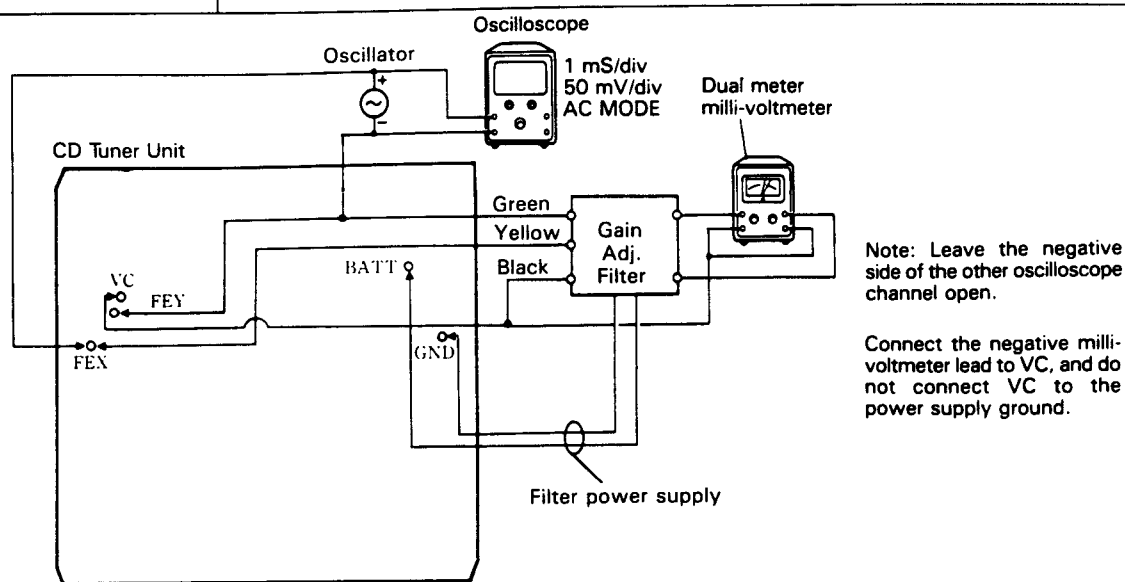 Oscilloscope
Oscillator
+
−
1 mS/div
50 mV/div
AC MODE
Dual meter
milli-voltmeter
CD Tuner Unit
Green
Yellow
Black
Gain
Adj.
Filter
BATT
VC
FEY
GND
FEX
Filter power supply
Note: Leave the negative
side of the other oscilloscope
channel open.
Connect the negative milli-
voltmeter lead to VC, and do
not connect VC to the
power supply ground.